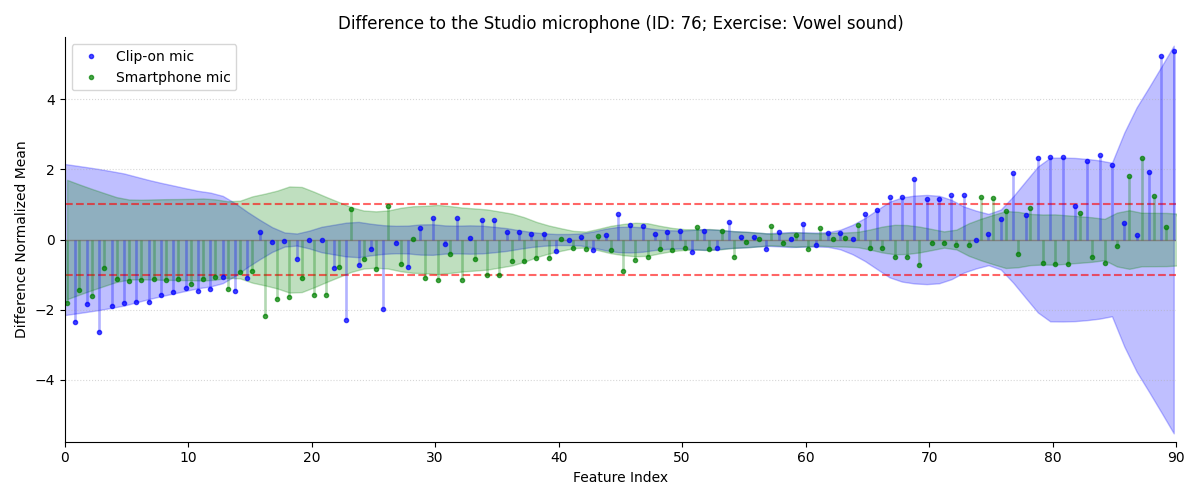 Difference to the Studio microphone (ID: 76; Exercise: Vowel sound)
Clip-on mic
Smartphone mic
Difference Normalized Mean
4
2
0
−2
−4
0 10 20 30 40 50 60 70 80 90
Feature Index